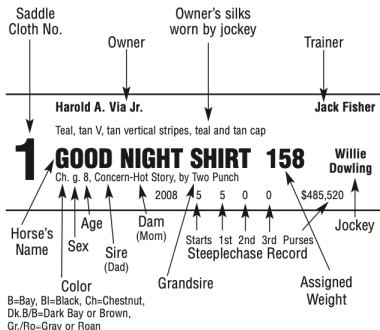 Saddle Cloth No.
Owner
Owner's silks worn by jockey
Trainer
Harold A. Via Jr.
Jack Fisher
Teal, tan V, tan vertical stripes, teal and tan cap
1
GOOD NIGHT SHIRT 158
Willie Dowling
Ch. g. 8, Concern-Hot Story, by Two Punch
2008 5 5 0 0 $485,520
Horse's Name
Sex
Age
Sire (Dad)
Dam (Mom)
Starts 1st 2nd 3rd Purses
Steeplechase Record
Jockey
Color
Grandsire
Assigned Weight
B=Bay, Bl=Black, Ch=Chestnut,
Dk.B/B=Dark Bay or Brown,
Gr./Ro=Gray or Roan